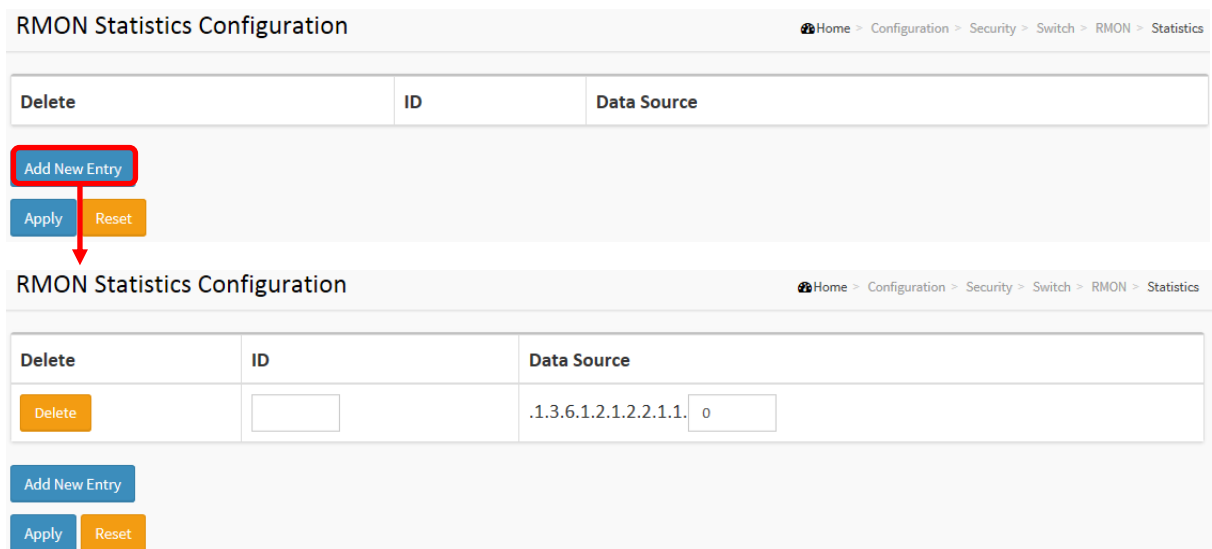 RMON Statistics Configuration
Home > Configuration > Security > Switch > RMON > Statistics
Delete ID Data Source
Add New Entry
Apply Reset
RMON Statistics Configuration
Home > Configuration > Security > Switch > RMON > Statistics
Delete ID Data Source
Delete .1.3.6.1.2.1.2.2.1.1. 0
Add New Entry
Apply Reset